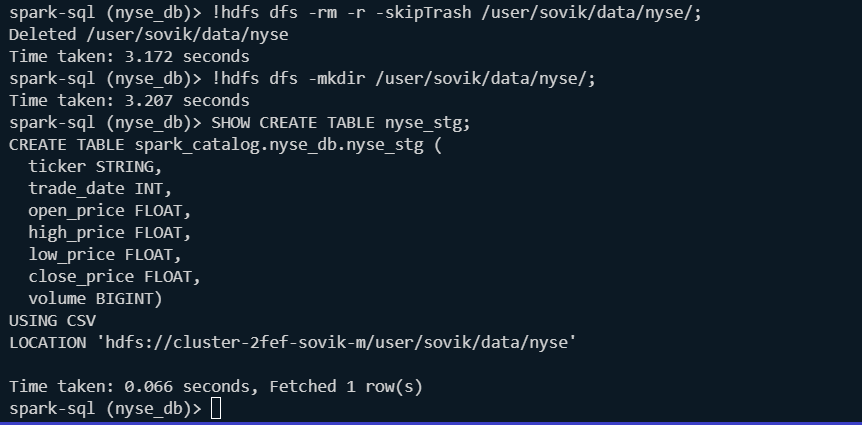 spark-sql (nyse_db)> !hdfs dfs -rm -r -skipTrash /user/sovik/data/nyse/;
Deleted /user/sovik/data/nyse
Time taken: 3.172 seconds
spark-sql (nyse_db)> !hdfs dfs -mkdir /user/sovik/data/nyse/;
Time taken: 3.207 seconds
spark-sql (nyse_db)> SHOW CREATE TABLE nyse_stg;
CREATE TABLE spark_catalog.nyse_db.nyse_stg (
  ticker STRING,
  trade_date INT,
  open_price FLOAT,
  high_price FLOAT,
  low_price FLOAT,
  close_price FLOAT,
  volume BIGINT)
USING CSV
LOCATION 'hdfs://cluster-2fef-sovik-m/user/sovik/data/nyse'

Time taken: 0.066 seconds, Fetched 1 row(s)
spark-sql (nyse_db)>